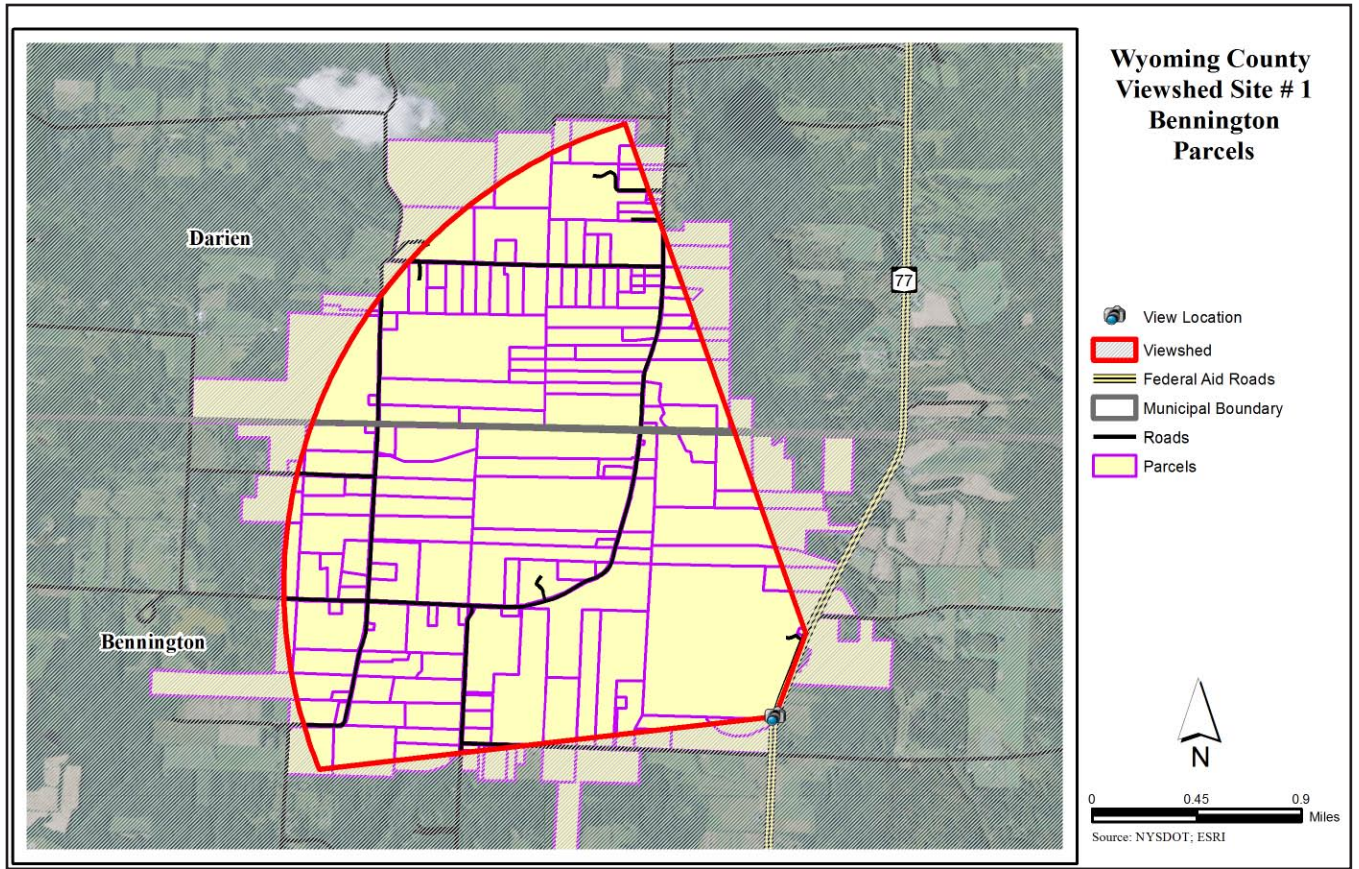 Wyoming County
Viewshed Site # 1
Bennington
Parcels
Darien
77
Bennington
View Location
Viewshed
Federal Aid Roads
Municipal Boundary
Roads
Parcels
N
0 0.45 0.9
Miles
Source: NYSDOT; ESRI